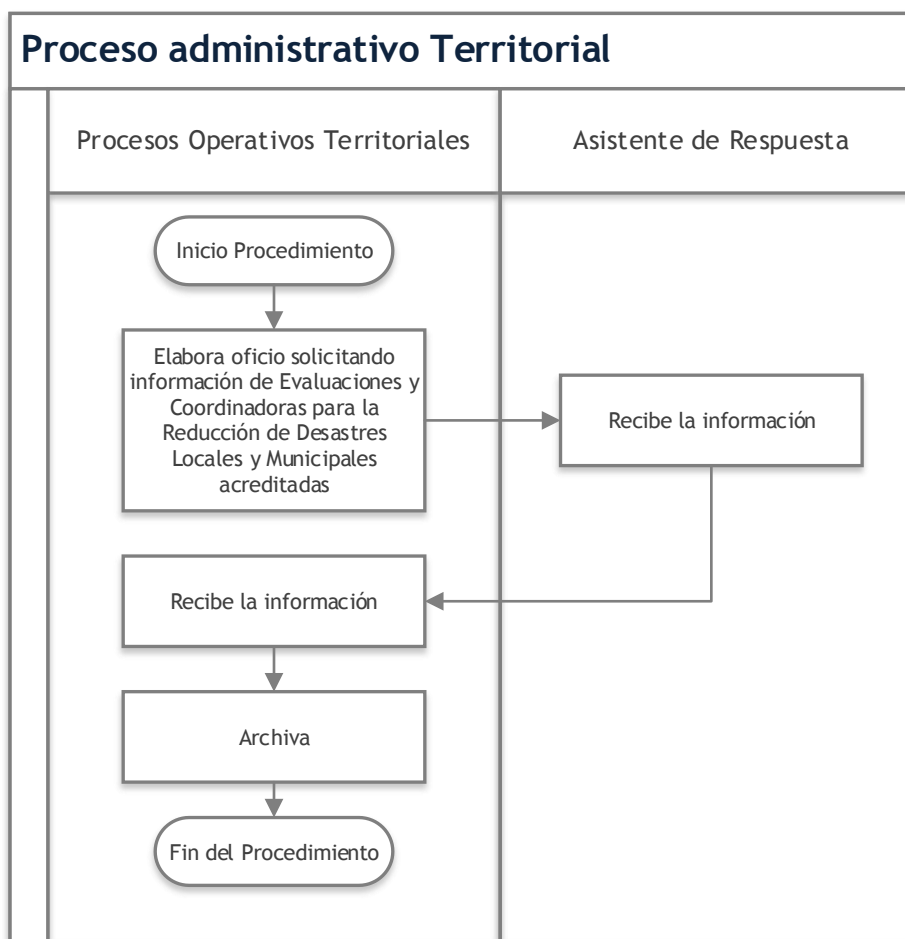 Proceso administrativo Territorial
Procesos Operativos Territoriales
Asistente de Respuesta
Inicio Procedimiento
Elabora oficio solicitando
información de Evaluaciones y
Coordinadoras para la
Reducción de Desastres
Locales y Municipales
acreditadas
Recibe la información
Recibe la información
Archiva
Fin del Procedimiento